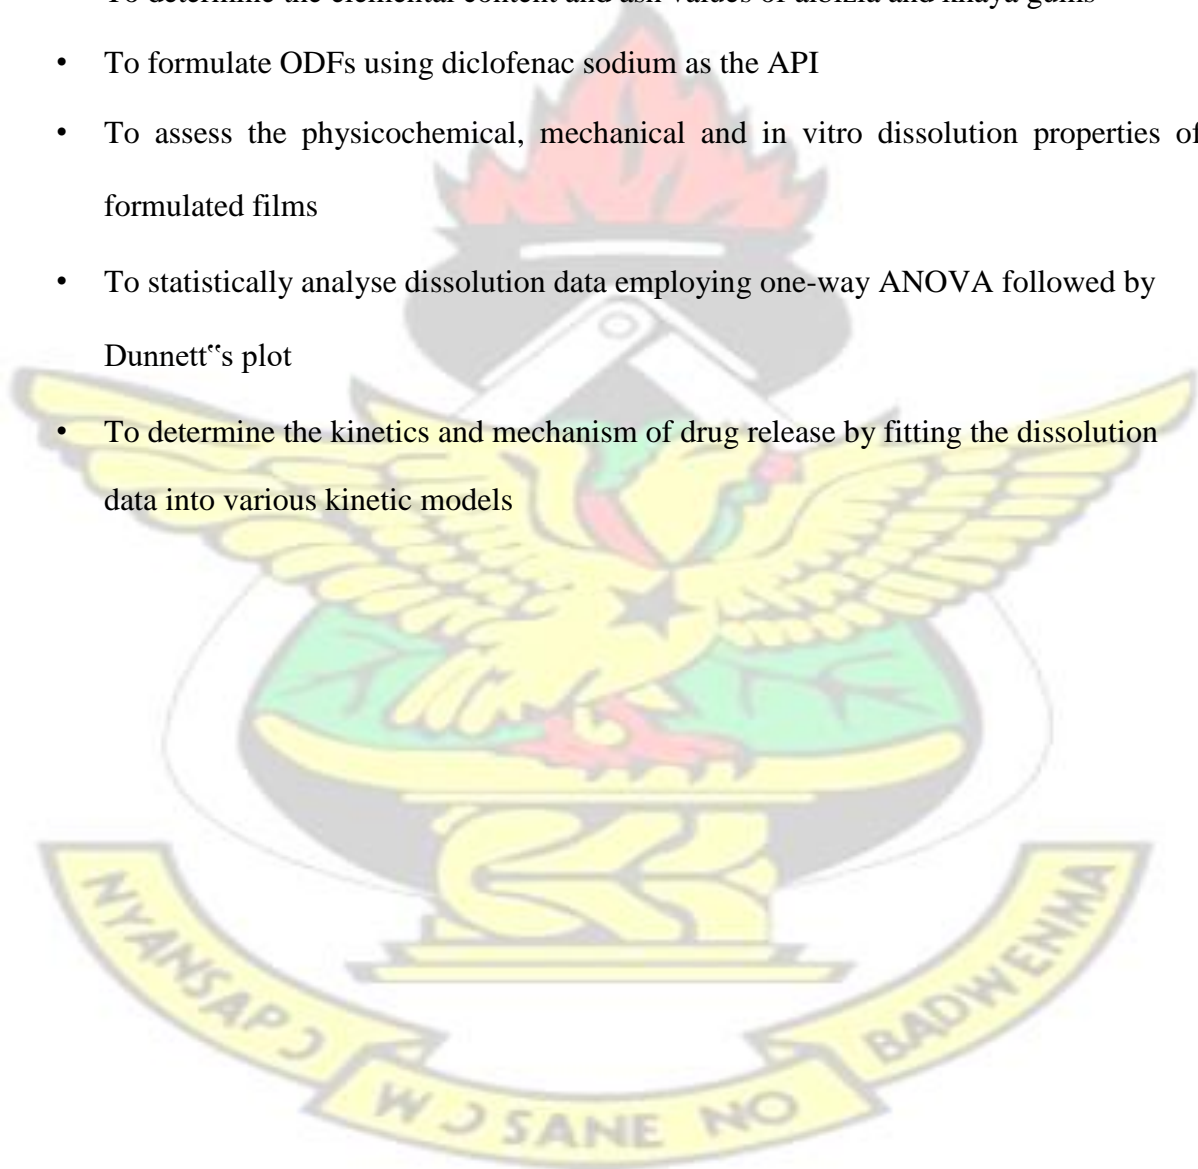 To determine the elemental content and ash values of albizia and khaya gums
• To formulate ODFs using diclofenac sodium as the API
• To assess the physicochemical, mechanical and in vitro dissolution properties of
formulated films
• To statistically analyse dissolution data employing one-way ANOVA followed by
Dunnett‟s plot
• To determine the kinetics and mechanism of drug release by fitting the dissolution
data into various kinetic models
NYANSAPƆ
WƆSANE NO
BADWENMA